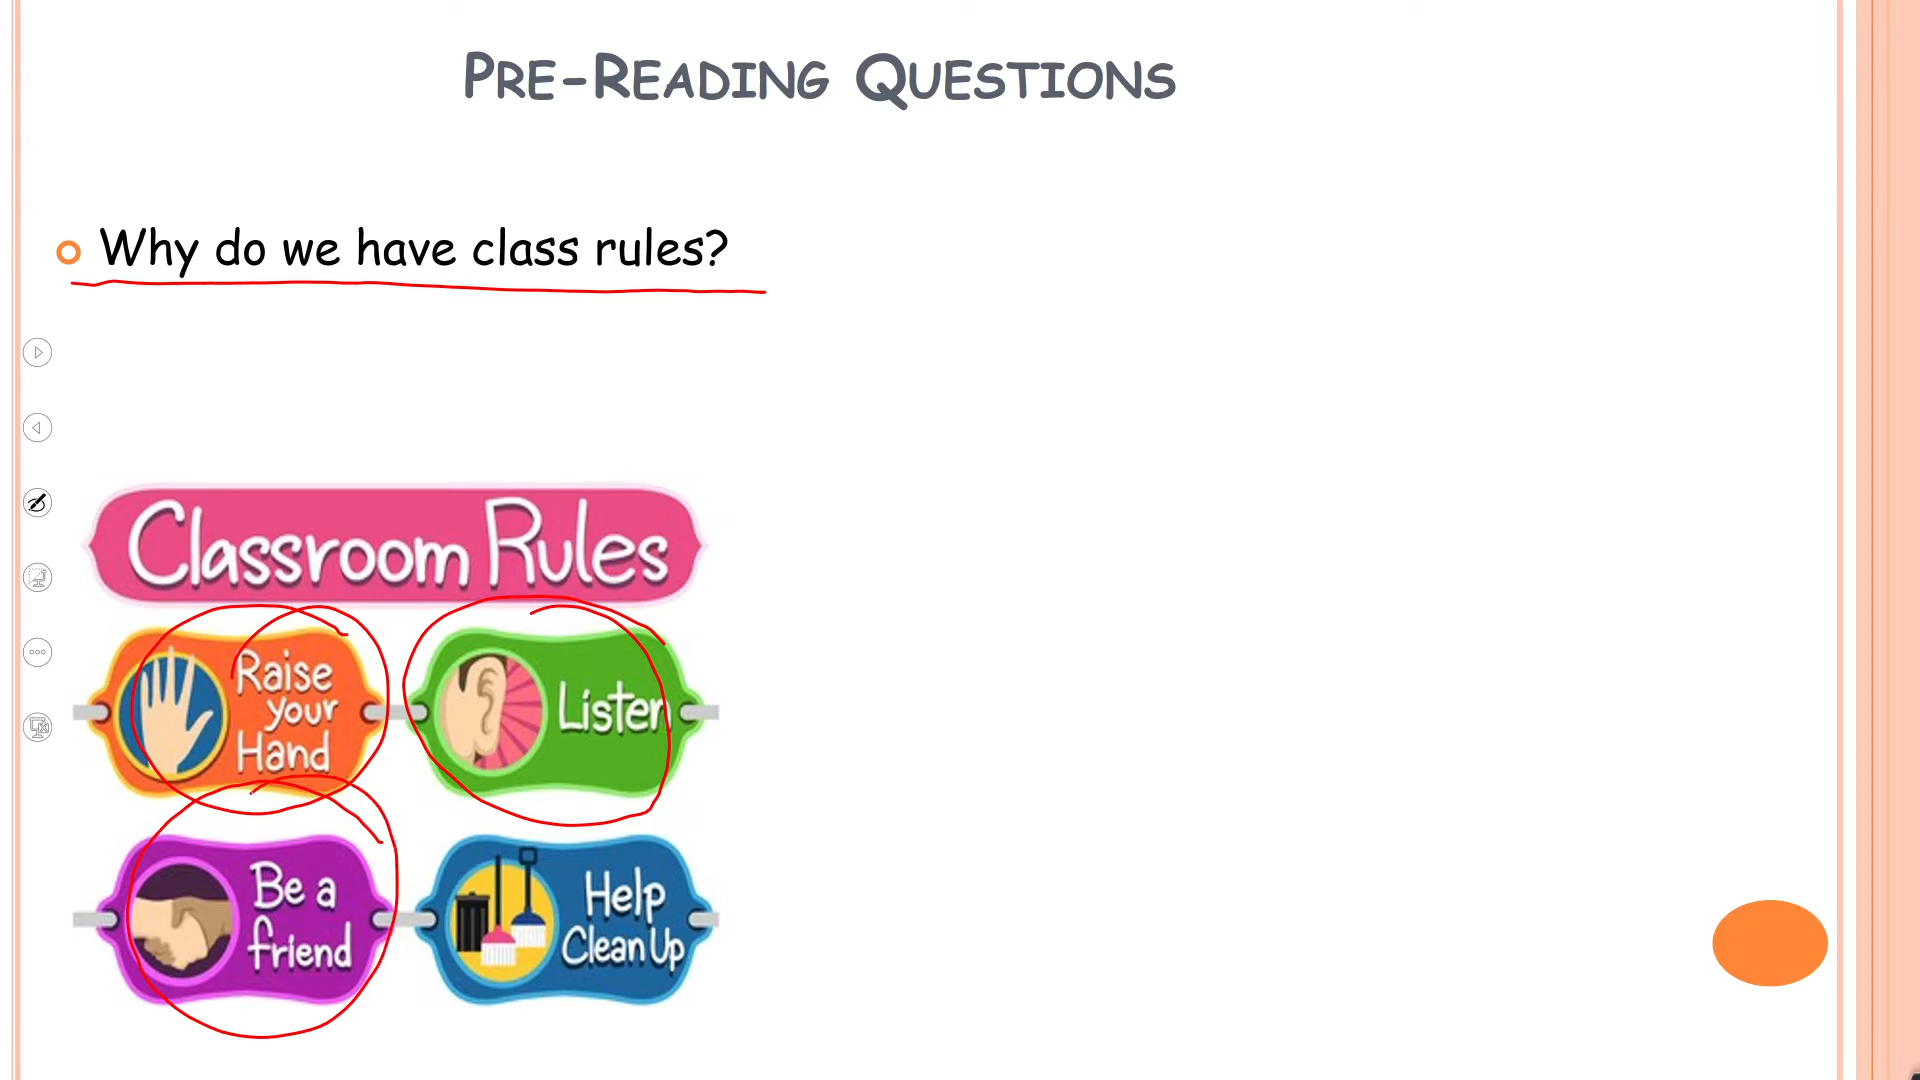 Pre-Reading Questions
Why do we have class rules?
Classroom Rules
Raise
your
Hand
Listen
Be a
friend
Help
Clean Up